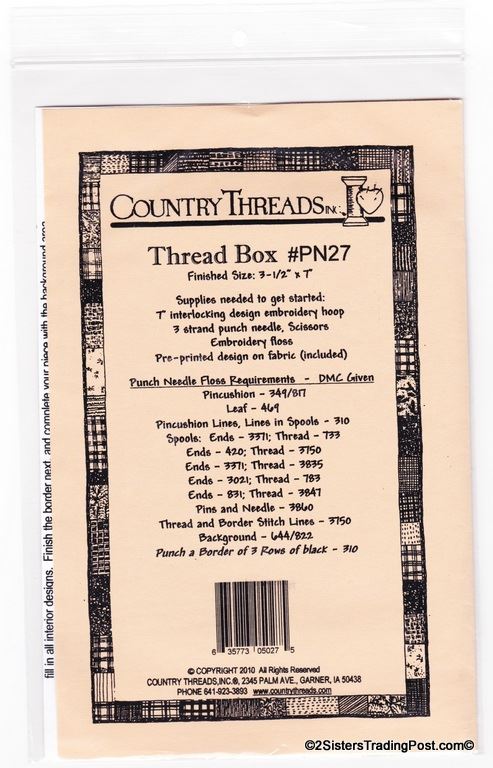 COUNTRY THREADS INC.
Thread Box #PN27
Finished Size: 3-1/2" x 7"
Supplies needed to get started:
7" interlocking design embroidery hoop
3 strand punch needle, Scissors
Embroidery floss
Pre-printed design on fabric (included)
Punch Needle Floss Requirements - DMC Given
Pincushion - 349/817
Leaf - 469
Pincushion Lines, Lines in Spools - 310
Spools: Ends - 3371; Thread - 733
Ends - 420; Thread - 3750
Ends - 3371; Thread - 3835
Ends - 3021; Thread - 783
Ends - 831; Thread - 3847
Pins and Needle - 3860
Thread and Border Stitch Lines - 3750
Background - 644/822
Punch a Border of 3 Rows of black - 310
6 35773 05027 5
© COPYRIGHT 2010 All Rights Reserved
COUNTRY THREADS,INC.®, 2345 PALM AVE., GARNER, IA 50438
PHONE 641-923-3893 www.countrythreads.com
fill in all interior designs. Finish the border next, and complete your piece with the background area
©2SistersTradingPost.com©